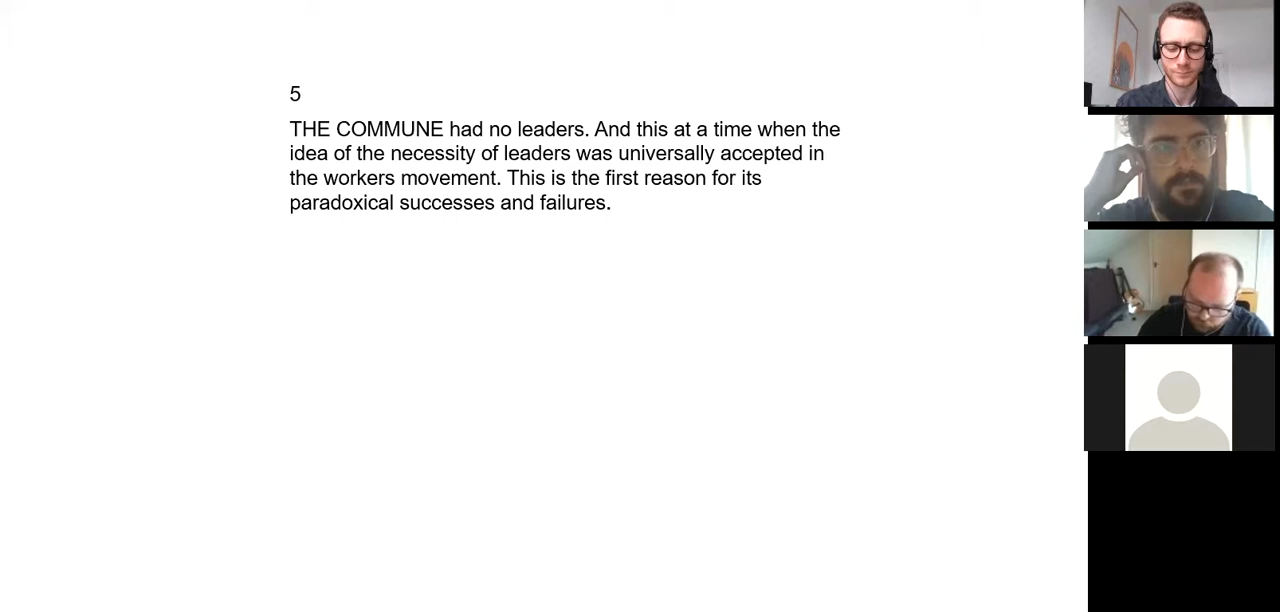 5
THE COMMUNE had no leaders. And this at a time when the
idea of the necessity of leaders was universally accepted in
the workers movement. This is the first reason for its
paradoxical successes and failures.